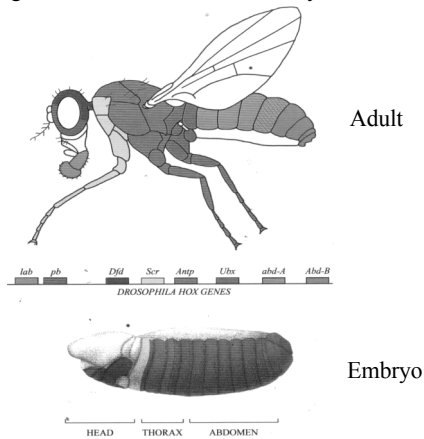 Adult
lab pb Dfd Scr Antp Ubx abd-A Abd-B
DROSOPHILA HOX GENES
Embryo
HEAD THORAX ABDOMEN